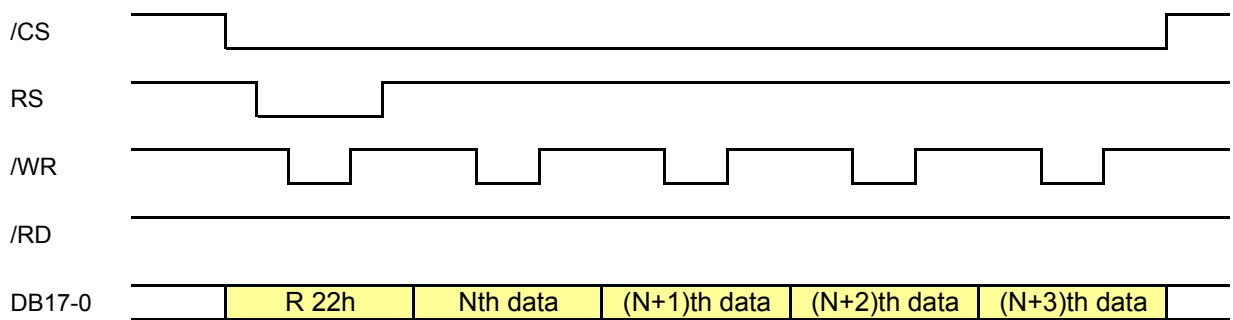 /CS
RS
/WR
/RD
DB17-0 R 22h Nth data (N+1)th data (N+2)th data (N+3)th data